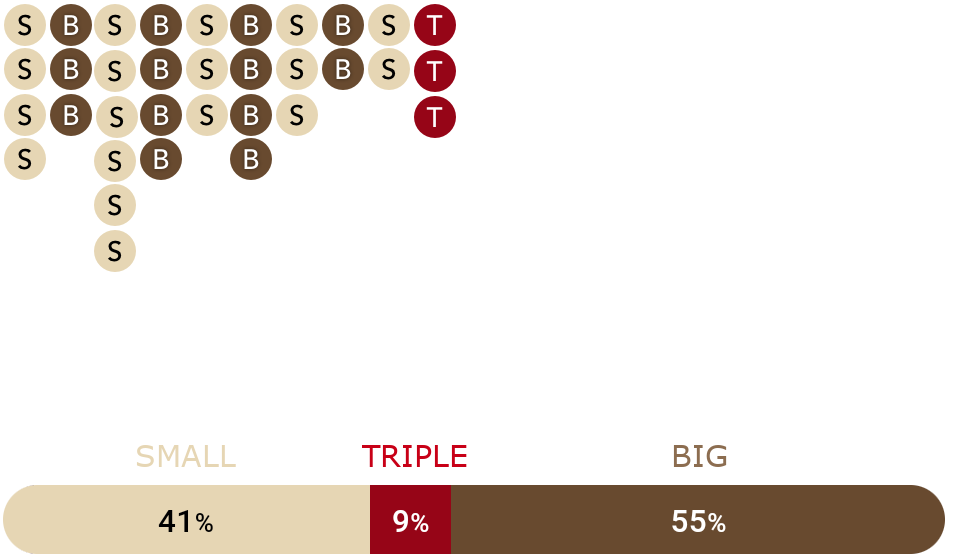 S B S B S B S B S T
S B S B S B S B S T
S B S B S B S T
S S B B
S
S
SMALL TRIPLE BIG
41% 9% 55%